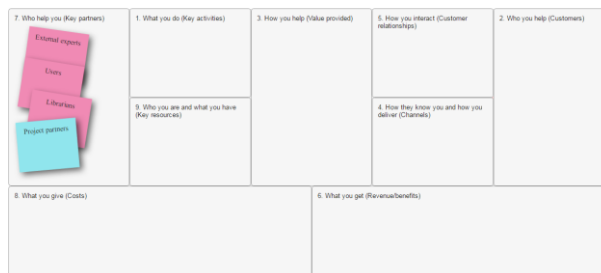 7. Who help you (Key partners)
External experts
Users
Librarians
Project partners
1. What you do (Key activities)
9. Who you are and what you have
(Key resources)
3. How you help (Value provided)
5. How you interact (Customer
relationships)
4. How they know you and how you
deliver (Channels)
2. Who you help (Customers)
8. What you give (Costs)
6. What you get (Revenue/benefits)